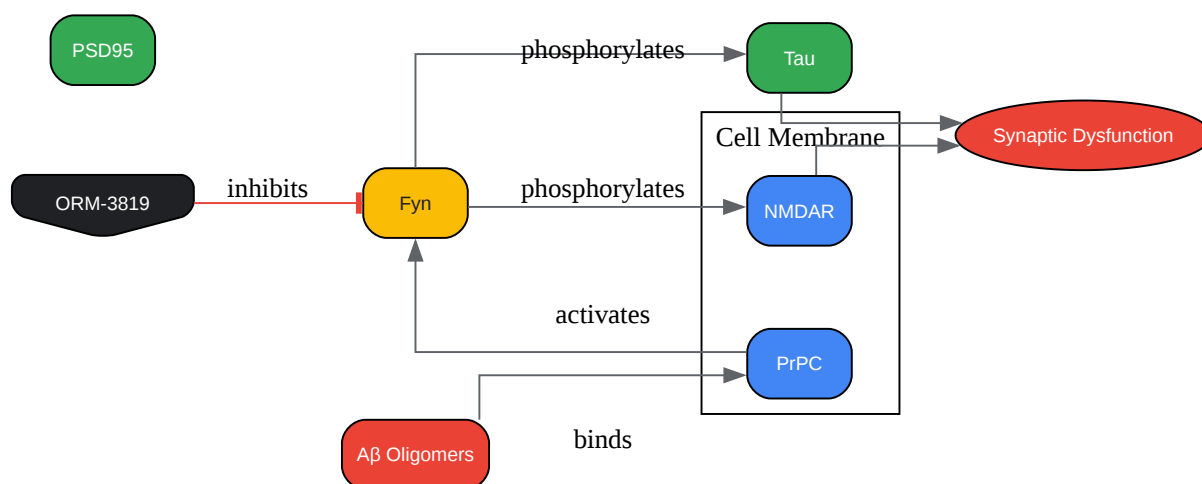 PSD95
phosphorylates
Tau
Cell Membrane
Synaptic Dysfunction
ORM-3819
inhibits
Fyn
phosphorylates
NMDAR
activates
PrPC
Aβ Oligomers
binds